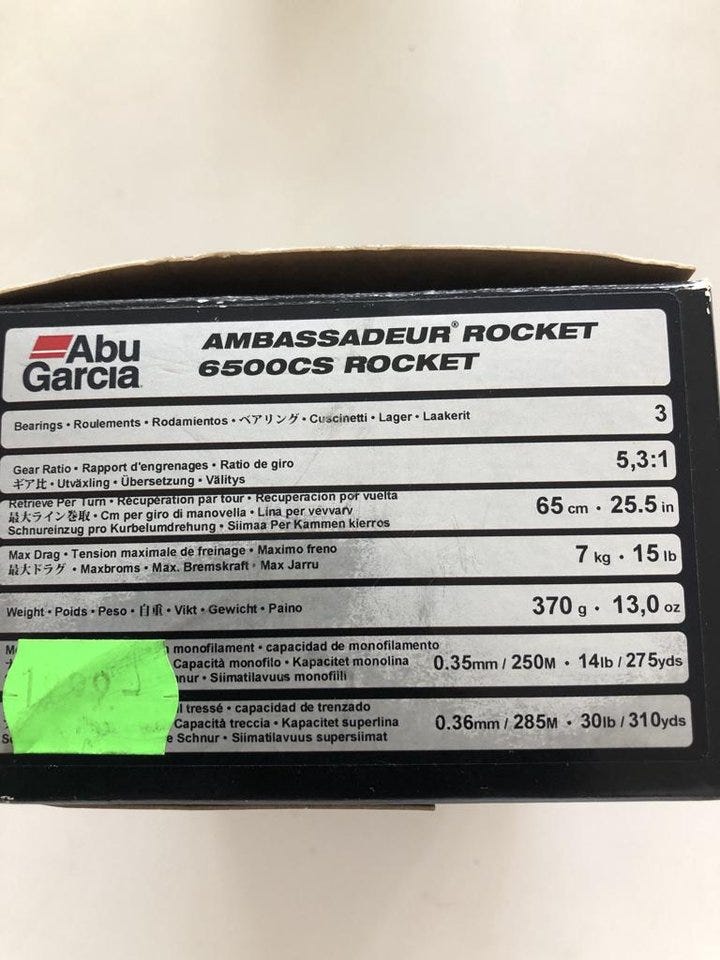 Abu
Garcia
AMBASSADEUR® ROCKET
6500CS ROCKET
Bearings • Roulements • Rodamientos • ベアリング • Cuscinetti • Lager • Laakerit
3
Gear Ratio • Rapport d'engrenages • Ratio de giro
ギア比 • Utväxling • Übersetzung • Välitys
5,3:1
Retrieve Per Turn • Récupération par tour • Recuperacion por vuelta
最大ライン巻取 • Cm per giro di manovella • Lina per vevvarv
Schnureinzug pro Kurbelumdrehung • Siimaa Per Kammen kierros
65 cm • 25.5 in
Max Drag • Tension maximale de freinage • Maximo freno
最大ドラグ • Maxbroms • Max. Bremskraft • Max Jarru
7 kg • 15 lb
Weight • Poids • Peso • 自重 • Vikt • Gewicht • Paino
370 g • 13,0 oz
monofilament • capacidad de monofilamento
Capacità monofilo • Kapacitet monolina
Siimatilavuus monofiili
0.35mm / 250M • 14lb / 275yds
tressé • capacidad de trenzado
Capacità treccia • Kapacitet superlina
Schnur • Siimatilavuus supersiimat
0.36mm / 285M • 30lb / 310yds